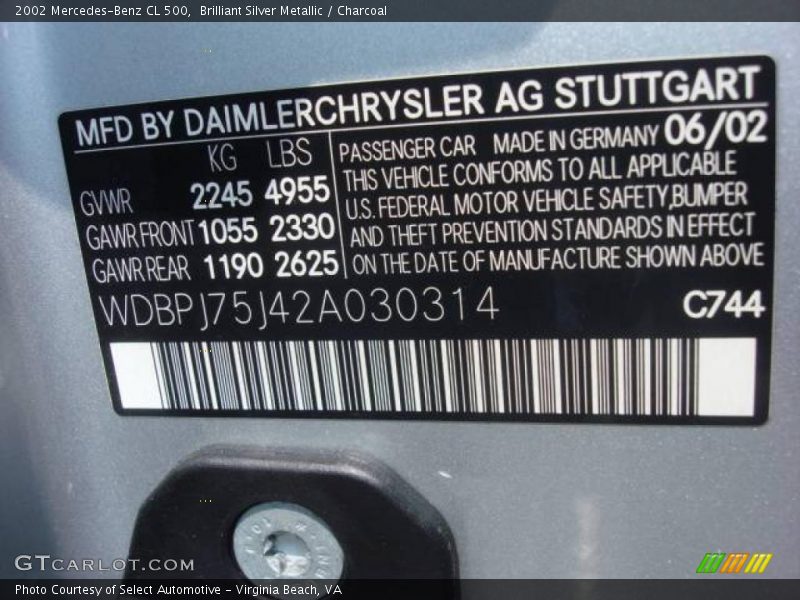 2002 Mercedes-Benz CL 500,  Brilliant Silver Metallic / Charcoal
MFD BY DAIMLERCHRYSLER AG STUTTGART
KG LBS
GVWR 2245 4955
GAWR FRONT 1055 2330
GAWR REAR 1190 2625
PASSENGER CAR MADE IN GERMANY 06/02
THIS VEHICLE CONFORMS TO ALL APPLICABLE
U.S. FEDERAL MOTOR VEHICLE SAFETY, BUMPER
AND THEFT PREVENTION STANDARDS IN EFFECT
ON THE DATE OF MANUFACTURE SHOWN ABOVE
WDBPJ75J42A030314 C744
GTCARLOT.COM
Photo Courtesy of Select Automotive - Virginia Beach, VA